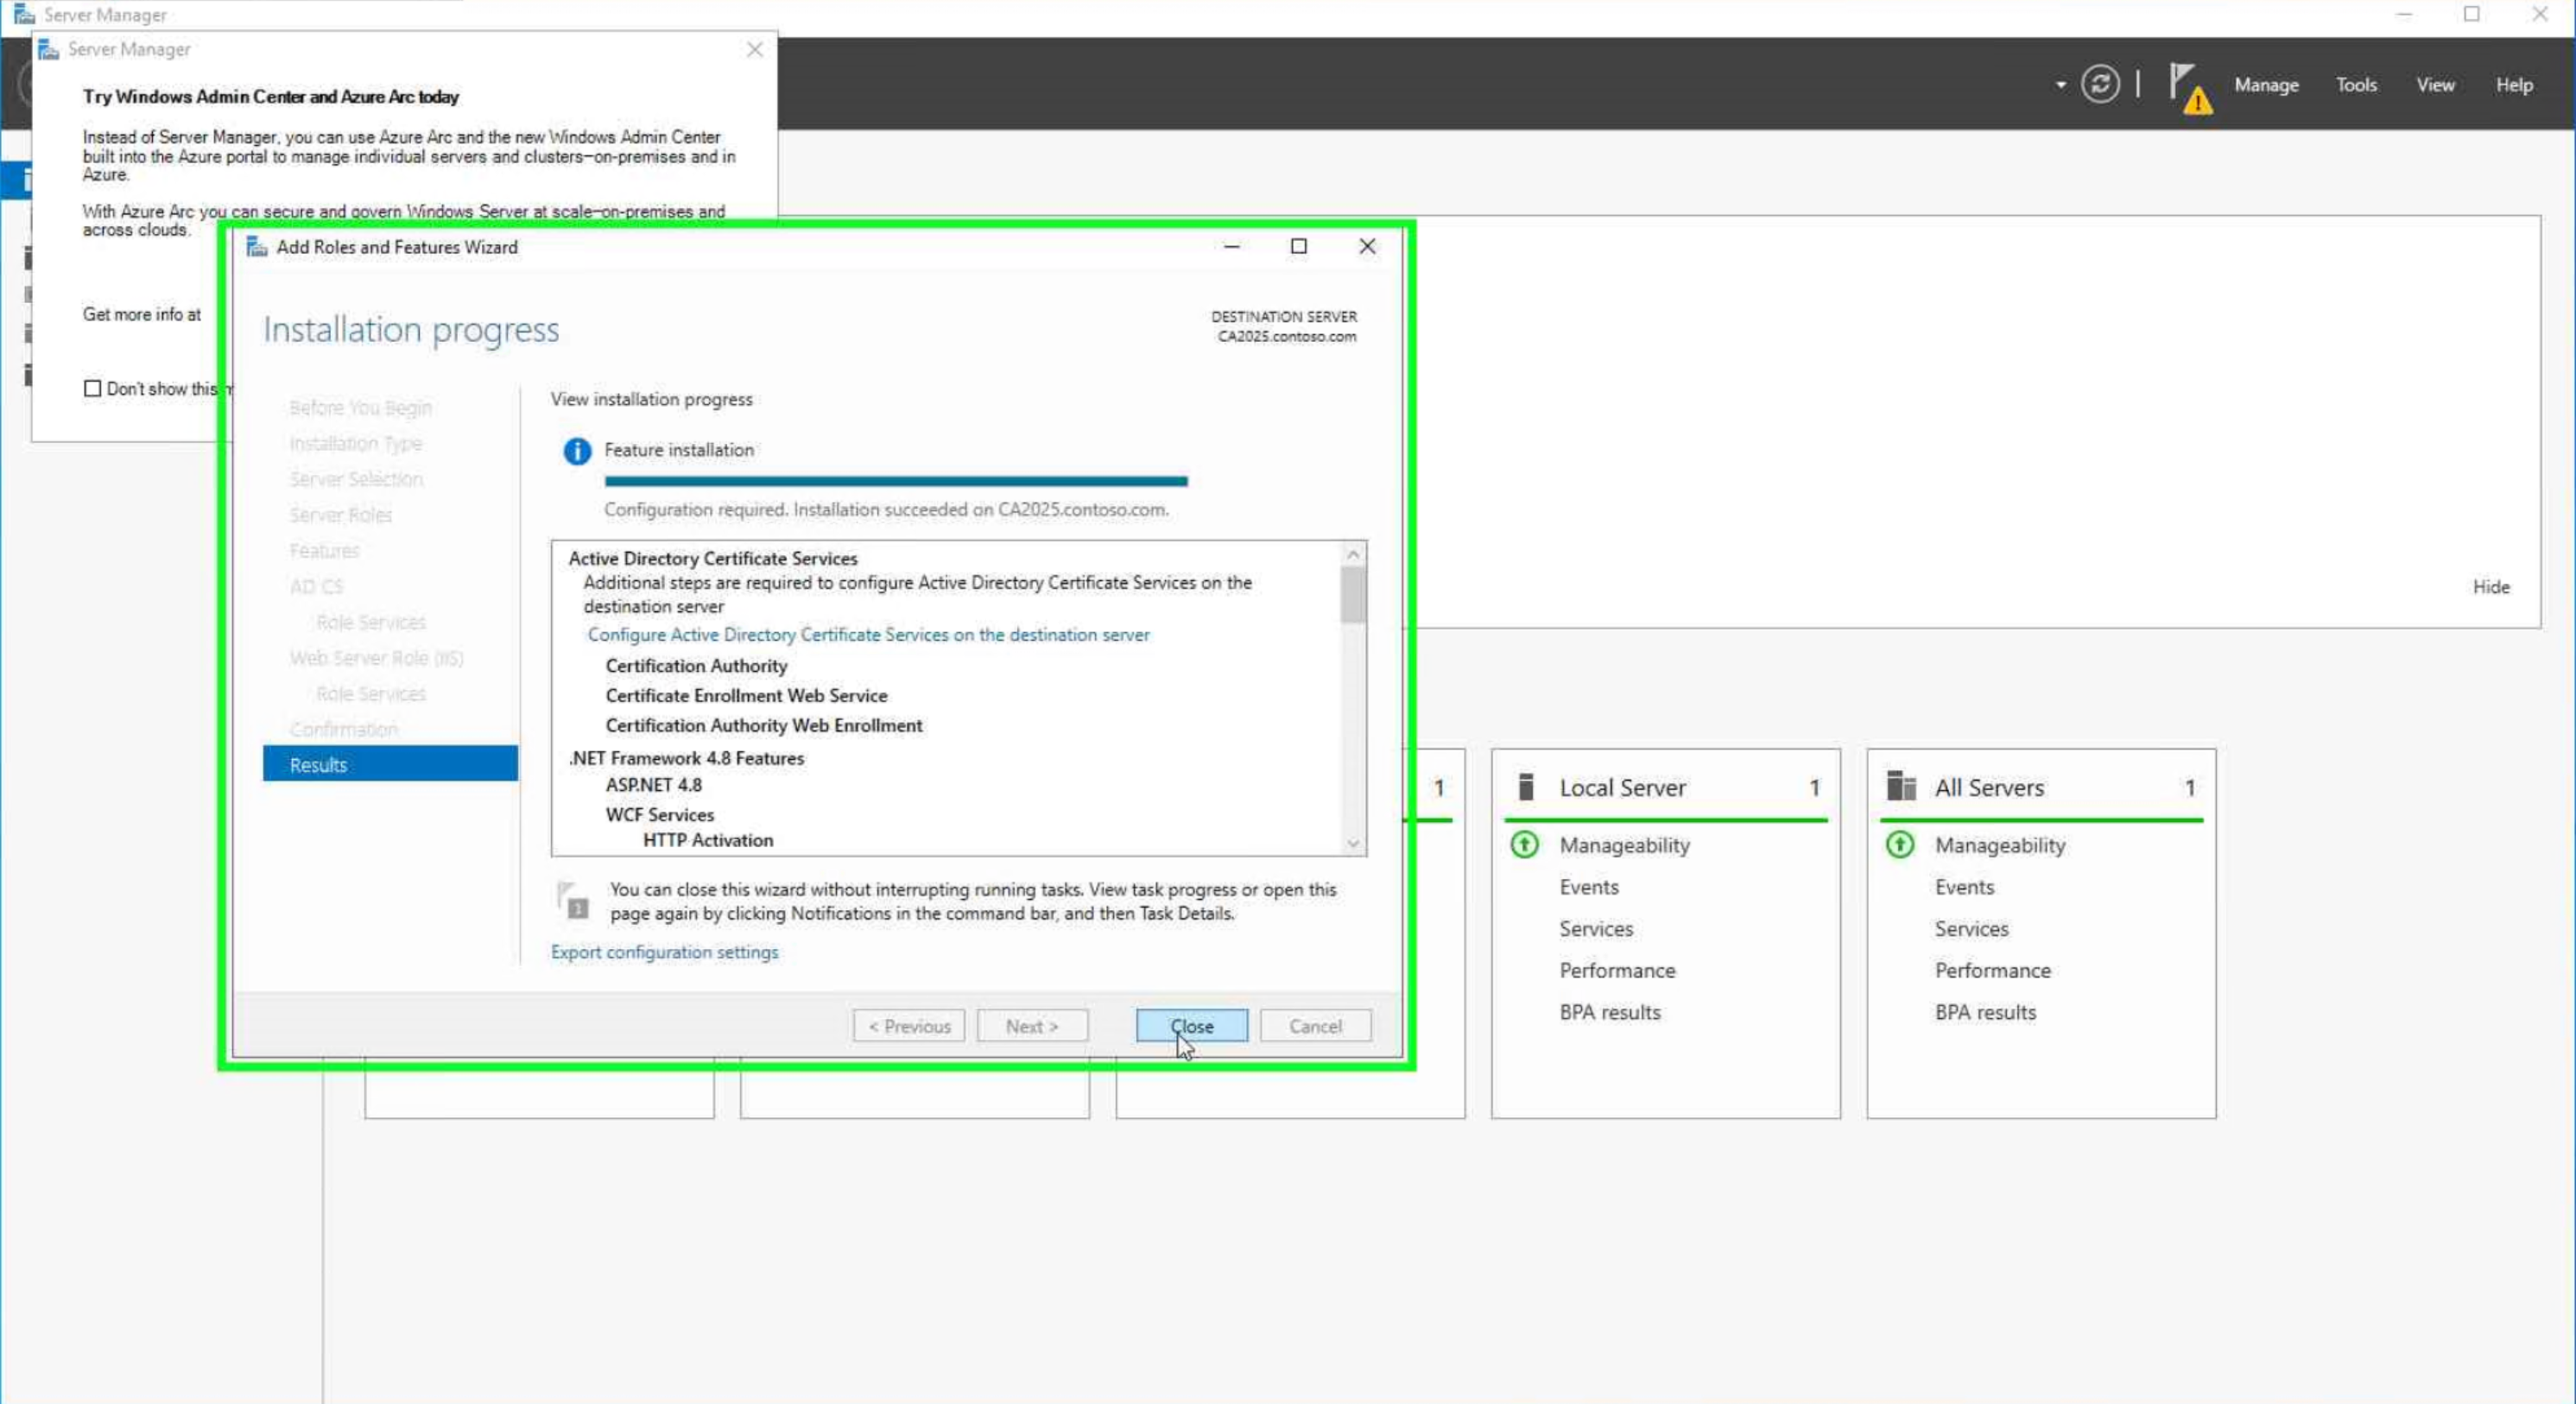 Server Manager
Server Manager
Try Windows Admin Center and Azure Arc today
Instead of Server Manager, you can use Azure Arc and the new Windows Admin Center
built into the Azure portal to manage individual servers and clusters–on-premises and in
Azure.
With Azure Arc you can secure and govern Windows Server at scale–on-premises and
across clouds.
Get more info at
Don't show this
Manage
Tools
View
Help
Add Roles and Features Wizard
Installation progress
DESTINATION SERVER
CA2025.contoso.com
Before You Begin
Installation Type
Server Selection
Server Roles
Features
AD CS
Role Services
Web Server Role (IIS)
Role Services
Confirmation
Results
View installation progress
Feature installation
Configuration required. Installation succeeded on CA2025.contoso.com.
Active Directory Certificate Services
Additional steps are required to configure Active Directory Certificate Services on the
destination server
Configure Active Directory Certificate Services on the destination server
Certification Authority
Certificate Enrollment Web Service
Certification Authority Web Enrollment
.NET Framework 4.8 Features
ASP.NET 4.8
WCF Services
HTTP Activation
You can close this wizard without interrupting running tasks. View task progress or open this
page again by clicking Notifications in the command bar, and then Task Details.
Export configuration settings
< Previous
Next >
Close
Cancel
Hide
1
Local Server 1
Manageability
Events
Services
Performance
BPA results
All Servers 1
Manageability
Events
Services
Performance
BPA results